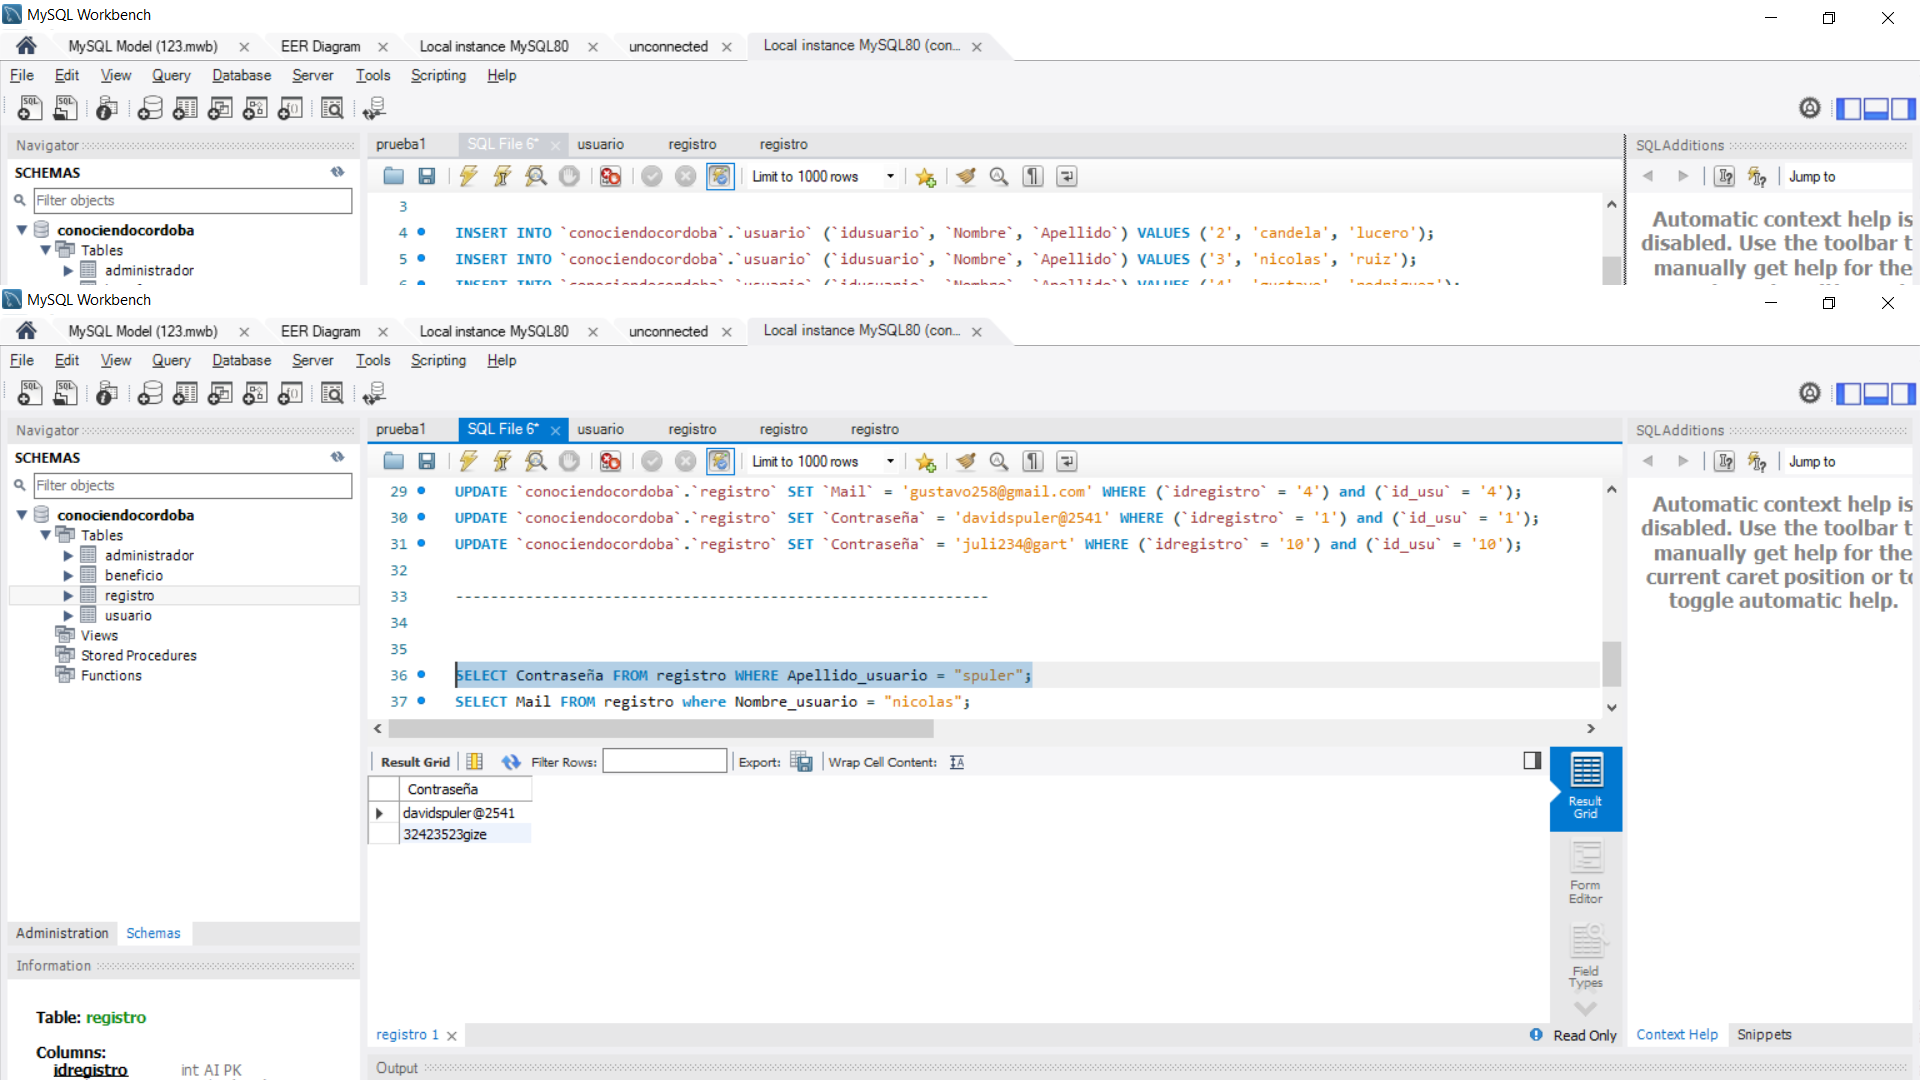 MySQL Workbench
MySQL Model (123.mwb) EER Diagram Local instance MySQL80 unconnected Local instance MySQL80 (con...
File Edit View Query Database Server Tools Scripting Help
Navigator prueba1 SQL File 6* usuario registro registro SQLAdditions
SCHEMAS Limit to 1000 rows Jump to
Filter objects
3
conociendocordoba
Tables
administrador
4 INSERT INTO `conociendocordoba`.`usuario` (`idusuario`, `Nombre`, `Apellido`) VALUES ('2', 'candela', 'lucero');
5 INSERT INTO `conociendocordoba`.`usuario` (`idusuario`, `Nombre`, `Apellido`) VALUES ('3', 'nicolas', 'ruiz');
6 INSERT INTO `conociendocordoba`.`usuario` (`idusuario`, `Nombre`, `Apellido`) VALUES ('4', 'gustavo', 'rodriguez');
Automatic context help is
disabled. Use the toolbar t
manually get help for the
MySQL Workbench
MySQL Model (123.mwb) EER Diagram Local instance MySQL80 unconnected Local instance MySQL80 (con...
File Edit View Query Database Server Tools Scripting Help
Navigator prueba1 SQL File 6* usuario registro registro registro SQLAdditions
SCHEMAS Limit to 1000 rows Jump to
Filter objects
conociendocordoba
Tables
administrador
beneficio
registro
usuario
Views
Stored Procedures
Functions
29 UPDATE `conociendocordoba`.`registro` SET `Mail` = 'gustavo258@gmail.com' WHERE (`idregistro` = '4') and (`id_usu` = '4');
30 UPDATE `conociendocordoba`.`registro` SET `Contraseña` = 'davidspuler@2541' WHERE (`idregistro` = '1') and (`id_usu` = '1');
31 UPDATE `conociendocordoba`.`registro` SET `Contraseña` = 'juli234@gart' WHERE (`idregistro` = '10') and (`id_usu` = '10');
32
33 -------------------------------------------------------------
34
35
36 SELECT Contraseña FROM registro WHERE Apellido_usuario = "spuler";
37 SELECT Mail FROM registro where Nombre_usuario = "nicolas";
Automatic context help is
disabled. Use the toolbar t
manually get help for the
current caret position or to
toggle automatic help.
Result Grid Filter Rows: Export: Wrap Cell Content:
Contraseña
davidspuler@2541
32423523gize
Result
Grid
Form
Editor
Field
Types
Administration Schemas
Information
Table: registro
Columns:
idregistro int AI PK
registro 1 Read Only Context Help Snippets
Output